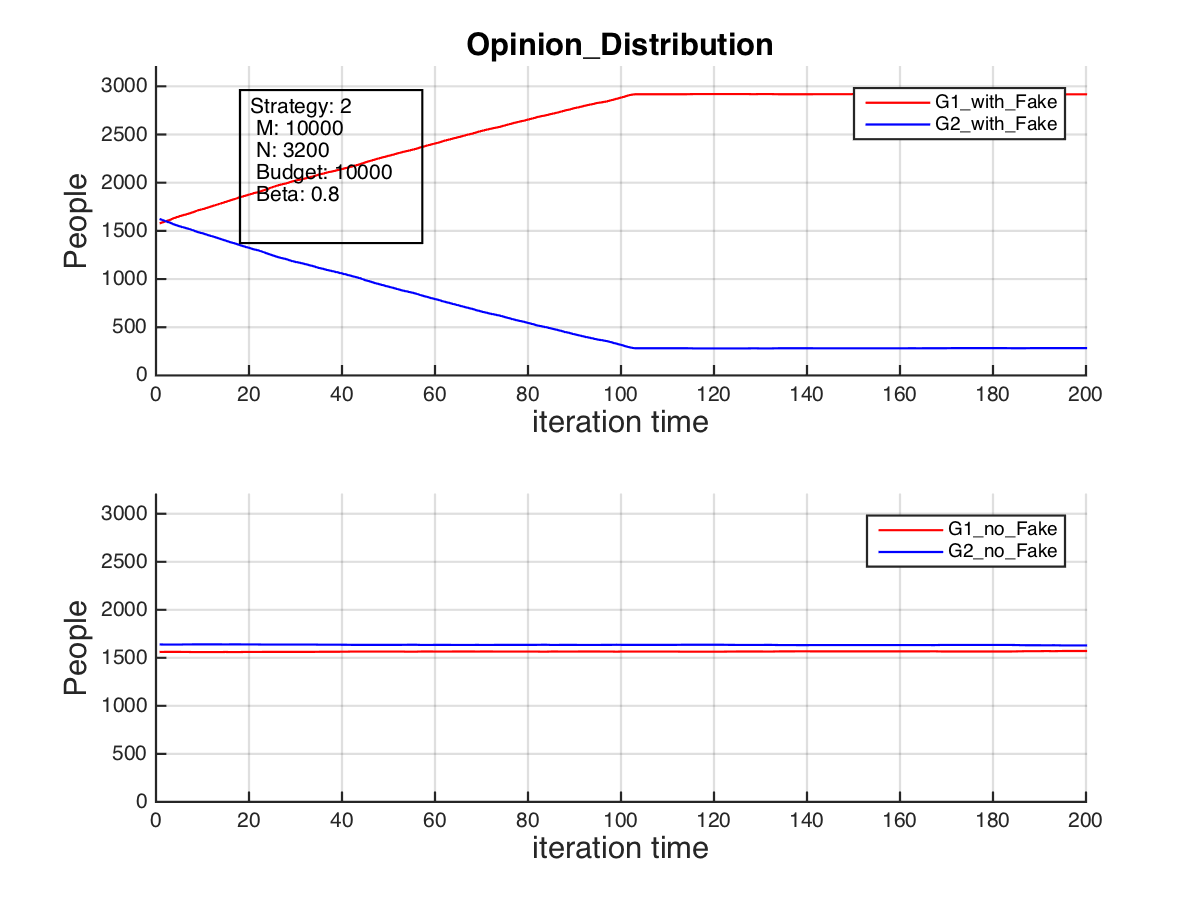 Opinion_Distribution
3000
2500
2000
1500
1000
500
0
People
Strategy: 2
M: 10000
N: 3200
Budget: 10000
Beta: 0.8
G1_with_Fake
G2_with_Fake
0 20 40 60 80 100 120 140 160 180 200
iteration time
3000
2500
2000
1500
1000
500
0
People
G1_no_Fake
G2_no_Fake
0 20 40 60 80 100 120 140 160 180 200
iteration time